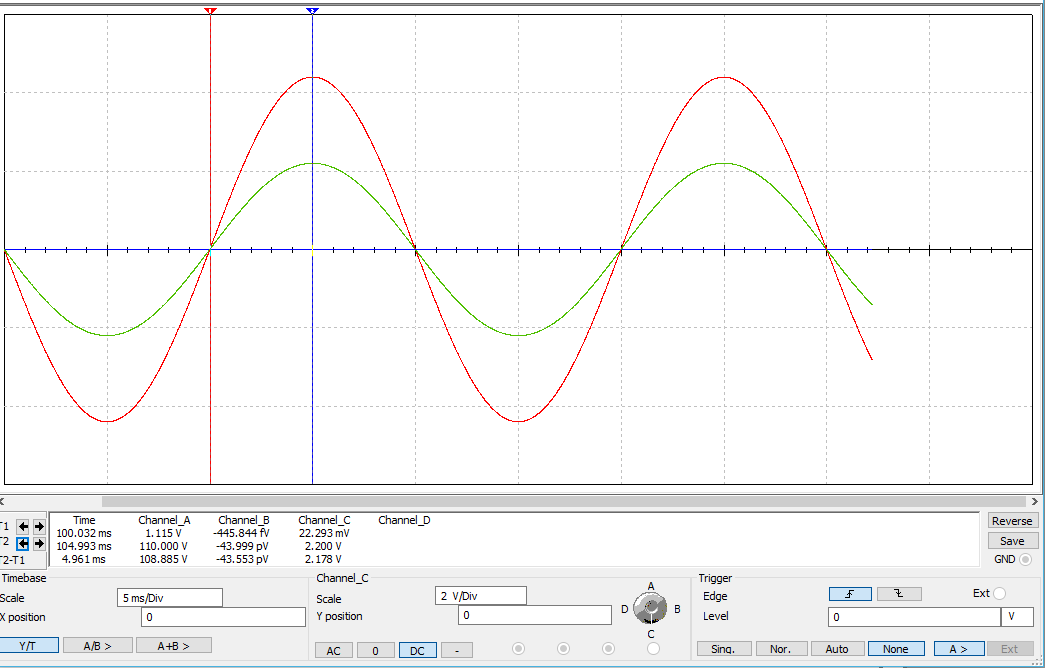 1 2
T1 Time Channel_A Channel_B Channel_C Channel_D Reverse
100.032 ms 1.115 V -445.844 fV 22.293 mV
T2 104.993 ms 110.000 V -43.999 pV 2.200 V Save
T2-T1 4.961 ms 108.885 V -43.553 pV 2.178 V GND
Timebase Channel_C Trigger
Scale 5 ms/Div Scale 2 V/Div A Edge Ext
X position 0 Y position 0 D B Level 0 V
C
Y/T A/B > A+B > AC 0 DC - Sing. Nor. Auto None A > Ext